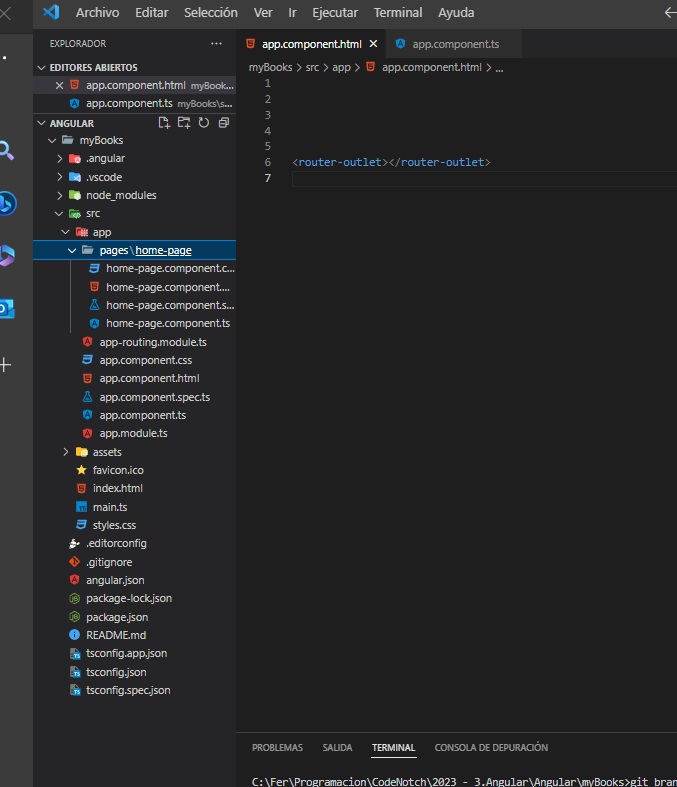 Archivo Editar Selección Ver Ir Ejecutar Terminal Ayuda
EXPLORADOR ...
app.component.html
app.component.ts
EDITORES ABIERTOS
app.component.html myBook...
app.component.ts myBooks\s...
myBooks > src > app > app.component.html > ...
ANGULAR
myBooks
.angular
.vscode
node_modules
src
app
pages\home-page
home-page.component.c...
home-page.component....
home-page.component.s...
home-page.component.ts
app-routing.module.ts
app.component.css
app.component.html
app.component.spec.ts
app.component.ts
app.module.ts
assets
favicon.ico
index.html
main.ts
styles.css
.editorconfig
.gitignore
angular.json
package-lock.json
package.json
README.md
tsconfig.app.json
tsconfig.json
tsconfig.spec.json
1
2
3
4
5
6 <router-outlet></router-outlet>
7
PROBLEMAS SALIDA TERMINAL CONSOLA DE DEPURACIÓN
C:\Fer\Programacion\CodeNotch\2023 - 3.Angular\Angular\myBooks>git bran